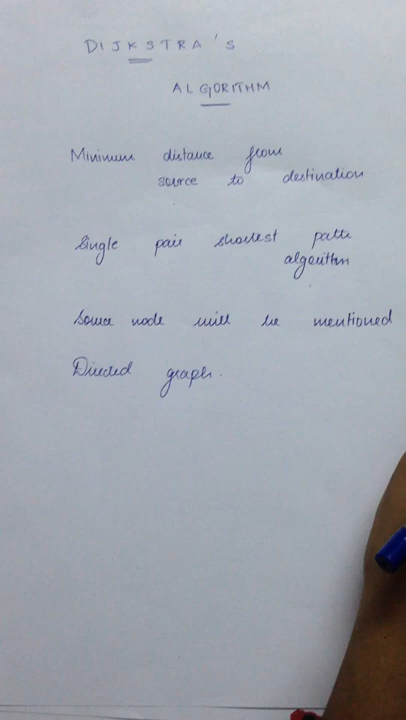 DIJKSTRA'S
ALGORITHM
Minimum distance from
source to destination
Single pair shortest path
algorithm
Source node will be mentioned
Directed graph.